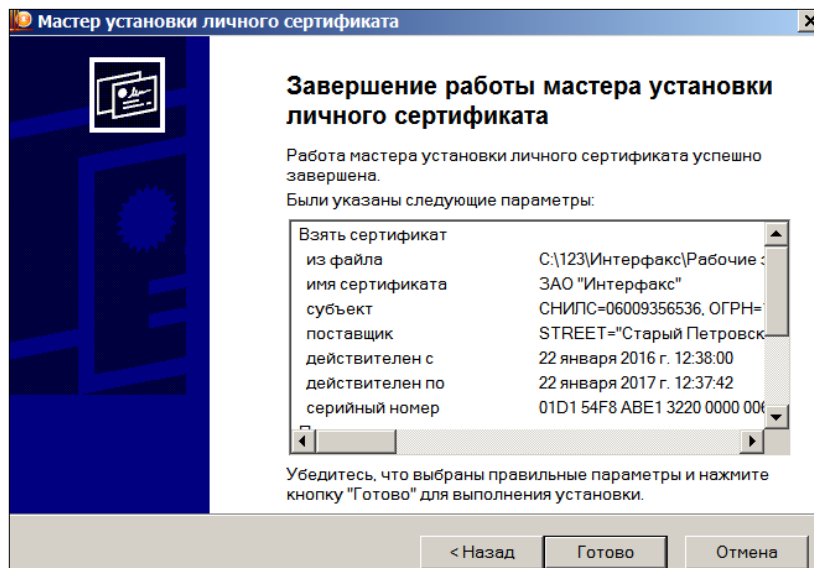 Мастер установки личного сертификата
Завершение работы мастера установки
личного сертификата
Работа мастера установки личного сертификата успешно
завершена.
Были указаны следующие параметры:
Взять сертификат
из файла C:\123\Интерфакс\Рабочие
имя сертификата ЗАО "Интерфакс"
субъект СНИЛС=06009356536, ОГРН=
поставщик STREET="Старый Петровск
действителен с 22 января 2016 г. 12:38:00
действителен по 22 января 2017 г. 12:37:42
серийный номер 01D1 54F8 ABE1 3220 0000 006
Убедитесь, что выбраны правильные параметры и нажмите
кнопку "Готово" для выполнения установки.
< Назад Готово Отмена